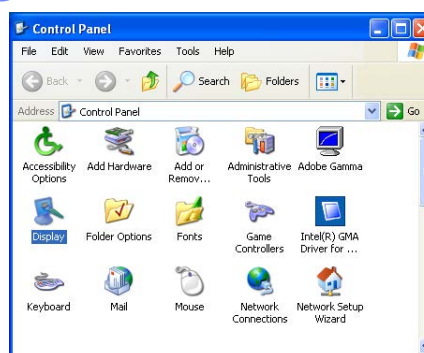 Control Panel
File Edit View Favorites Tools Help
Back Search Folders
Address Control Panel Go
Accessibility Options Add Hardware Add or Remov... Administrative Tools Adobe Gamma
Display Folder Options Fonts Game Controllers Intel(R) GMA Driver for ...
Keyboard Mail Mouse Network Connections Network Setup Wizard